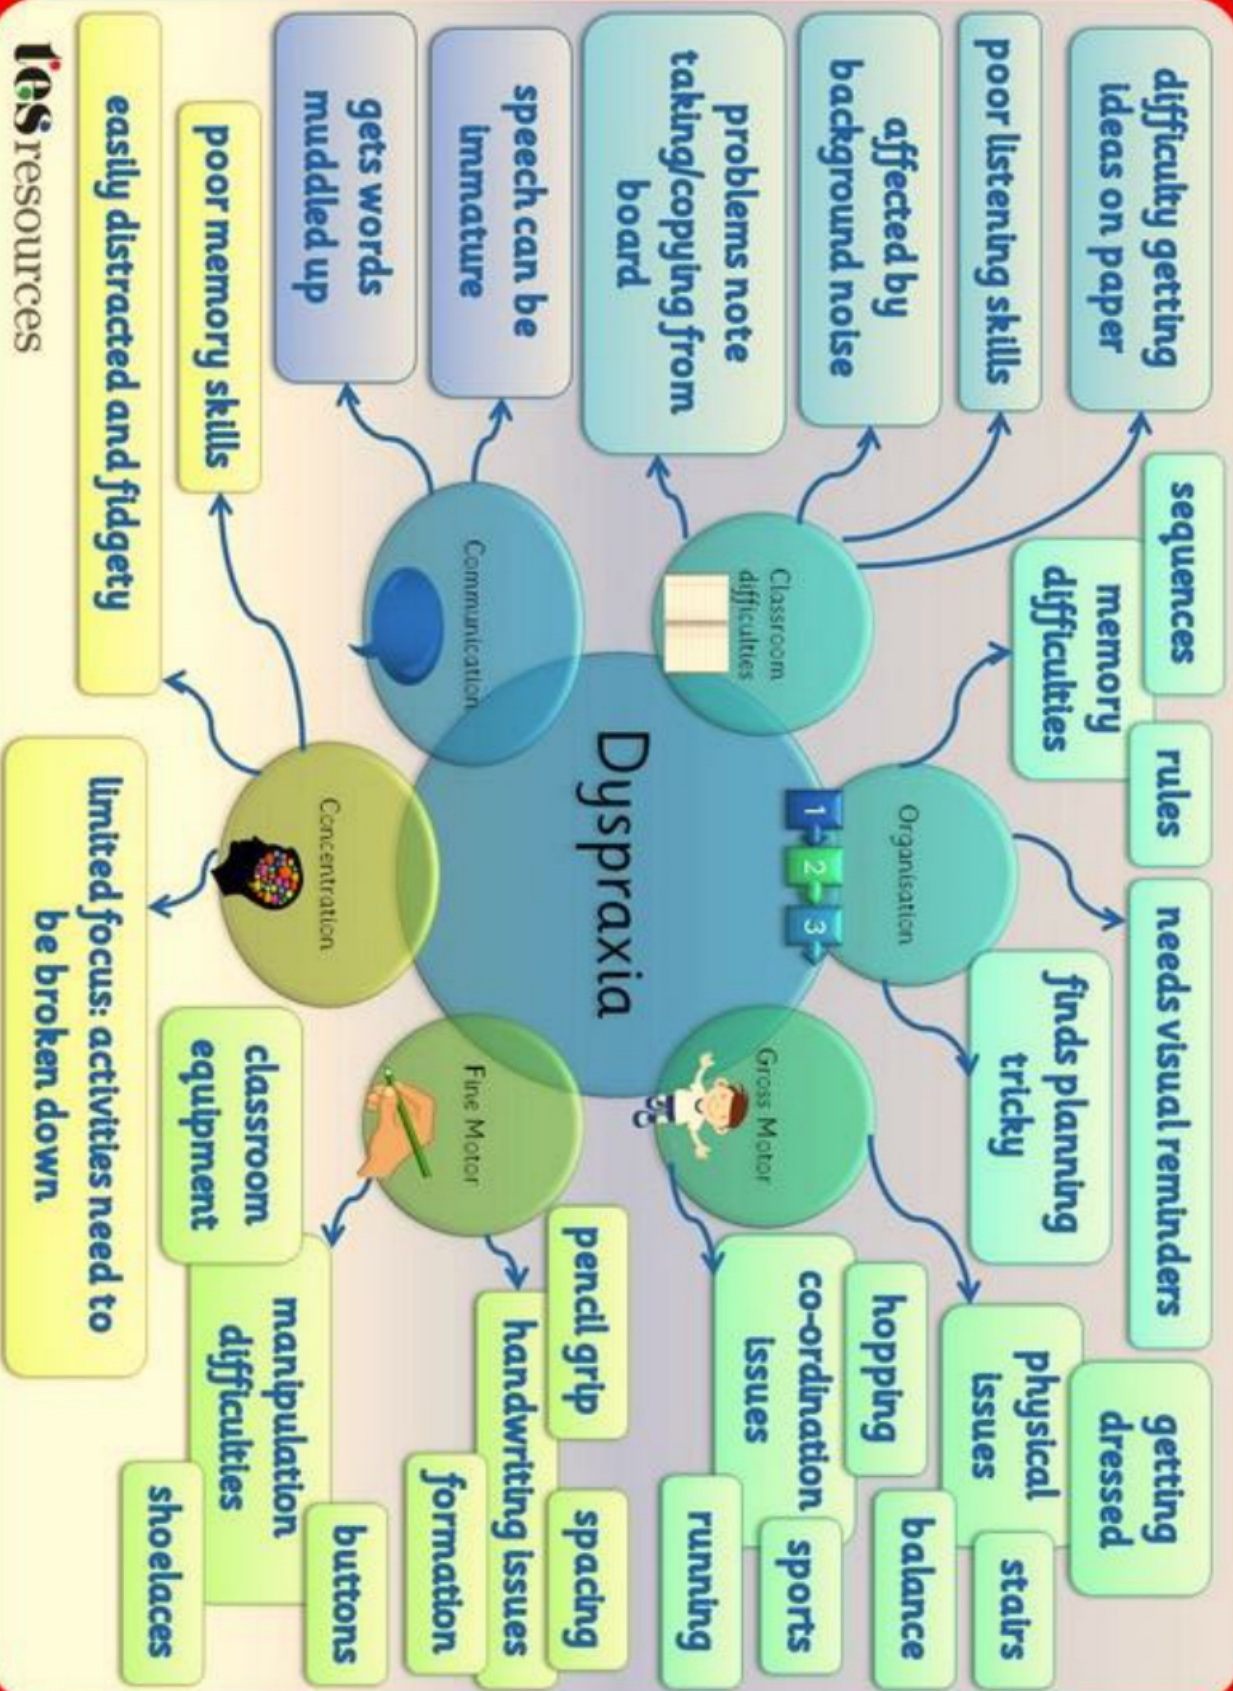 Dyspraxia
Organisation
1 2 3
sequences
memory
difficulties
rules
needs visual reminders
finds planning
tricky
Gross Motor
getting
dressed
physical
issues
stairs
balance
hopping
co-ordination
issues
sports
running
Fine Motor
pencil grip
handwriting issues
spacing
formation
manipulation
difficulties
classroom
equipment
buttons
shoelaces
Concentration
limited focus: activities need to
be broken down
easily distracted and fidgety
poor memory skills
Communication
gets words
muddled up
speech can be
immature
Classroom
difficulties
problems note
taking/copying from
board
affected by
background noise
poor listening skills
difficulty getting
ideas on paper
tes resources